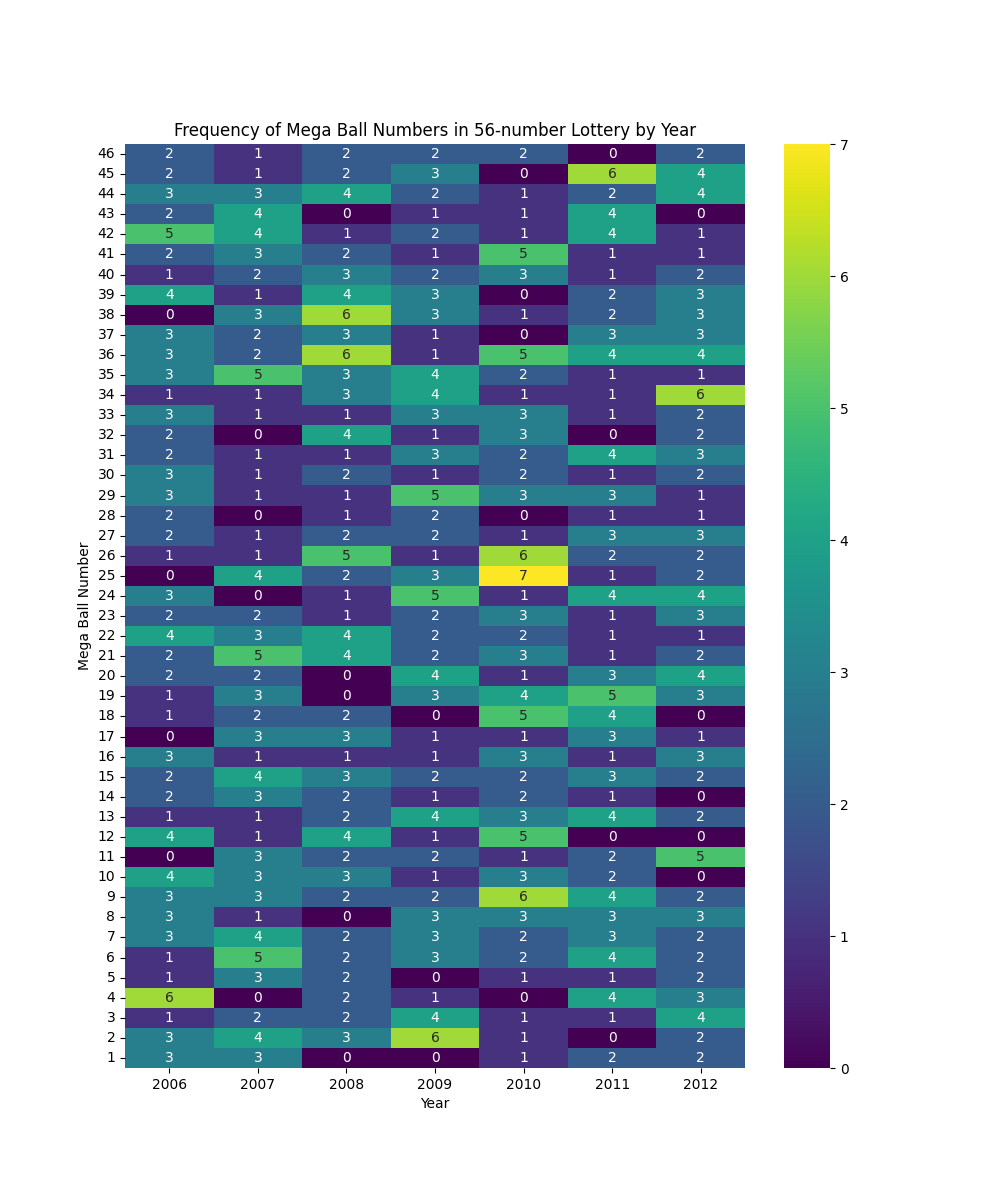 Frequency of Mega Ball Numbers in 56-number Lottery by Year
46 2 1 2 2 2 0 2
45 2 1 2 3 0 6 4
44 3 3 4 2 1 2 4
43 2 4 0 1 1 4 0
42 5 4 1 2 1 4 1
41 2 3 2 1 5 1 1
40 1 2 3 2 3 1 2
39 4 1 4 3 0 2 3
38 0 3 6 3 1 2 3
37 3 2 3 1 0 3 3
36 3 2 6 1 5 4 4
35 3 5 3 4 2 1 1
34 1 1 3 4 1 1 6
33 3 1 1 3 3 1 2
32 2 0 4 1 3 0 2
31 2 1 1 3 2 4 3
30 3 1 2 1 2 1 2
29 3 1 1 5 3 3 1
28 2 0 1 2 0 1 1
27 2 1 2 2 1 3 3
26 1 1 5 1 6 2 2
25 0 4 2 3 7 1 2
24 3 0 1 5 1 4 4
23 2 2 1 2 3 1 3
22 4 3 4 2 2 1 1
21 2 5 4 2 3 1 2
20 2 2 0 4 1 3 4
19 1 3 0 3 4 5 3
18 1 2 2 0 5 4 0
17 0 3 3 1 1 3 1
16 3 1 1 1 3 1 3
15 2 4 3 2 2 3 2
14 2 3 2 1 2 1 0
13 1 1 2 4 3 4 2
12 4 1 4 1 5 0 0
11 0 3 2 2 1 2 5
10 4 3 3 1 3 2 0
9 3 3 2 2 6 4 2
8 3 1 0 3 3 3 3
7 3 4 2 3 2 3 2
6 1 5 2 3 2 4 2
5 1 3 2 0 1 1 2
4 6 0 2 1 0 4 3
3 1 2 2 4 1 1 4
2 3 4 3 6 1 0 2
1 3 3 0 0 1 2 2
2006 2007 2008 2009 2010 2011 2012
Year
Mega Ball Number
7
6
5
4
3
2
1
0